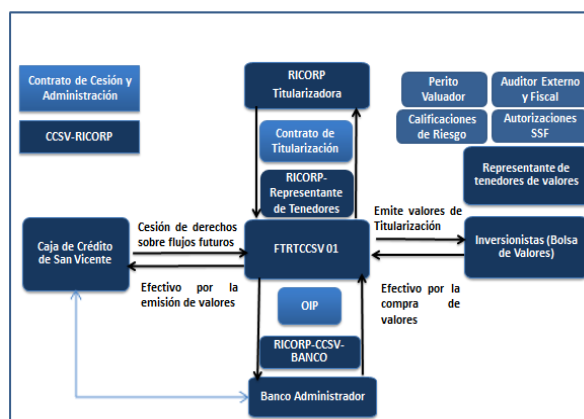 Contrato de Cesión y
Administración
CCSV-RICORP
RICORP
Titularizadora
Contrato de
Titularización
RICORP-
Representante
de Tenedores
Perito
Valuador
Auditor Externo
y Fiscal
Calificaciones
de Riesgo
Autorizaciones
SSF
Representante de
tenedores de valores
Caja de Crédito
de San Vicente
Cesión de derechos
sobre flujos futuros
Efectivo por la
emisión de valores
FTRTCCSV 01
Emite valores de
Titularización
Efectivo por la
compra de
valores
Inversionistas (Bolsa
de Valores)
OIP
RICORP-CCSV-
BANCO
Banco Administrador